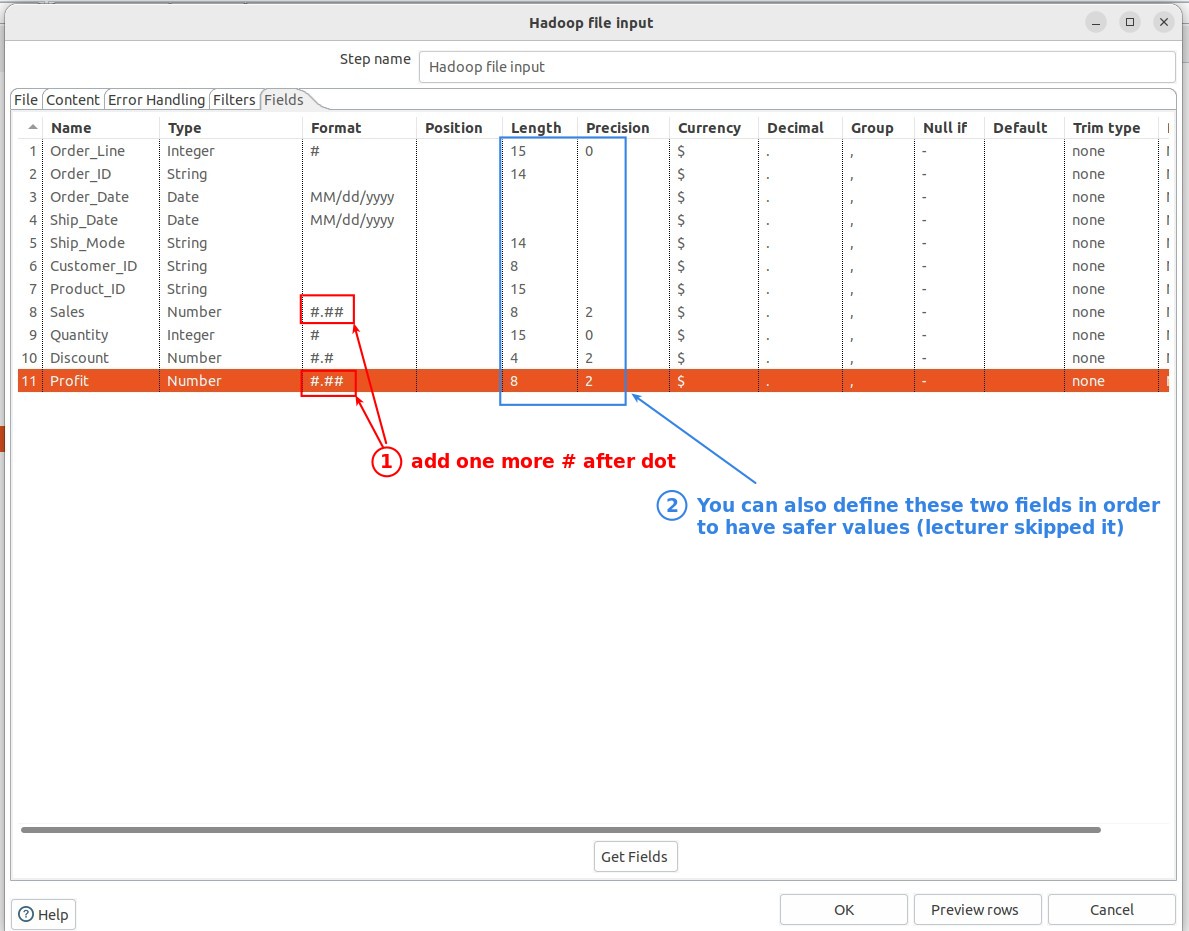 Hadoop file input
Step name Hadoop file input
File Content Error Handling Filters Fields
Name Type Format Position Length Precision Currency Decimal Group Null if Default Trim type
1 Order_Line Integer # 15 0 $ . , - none
2 Order_ID String 14 $ . , - none
3 Order_Date Date MM/dd/yyyy $ . , - none
4 Ship_Date Date MM/dd/yyyy $ . , - none
5 Ship_Mode String 14 $ . , - none
6 Customer_ID String 8 $ . , - none
7 Product_ID String 15 $ . , - none
8 Sales Number #.## 8 2 $ . , - none
9 Quantity Integer # 15 0 $ . , - none
10 Discount Number #.# 4 2 $ . , - none
11 Profit Number #.## 8 2 $ . , - none
1 add one more # after dot
2 You can also define these two fields in order
to have safer values (lecturer skipped it)
Get Fields
Help OK Preview rows Cancel